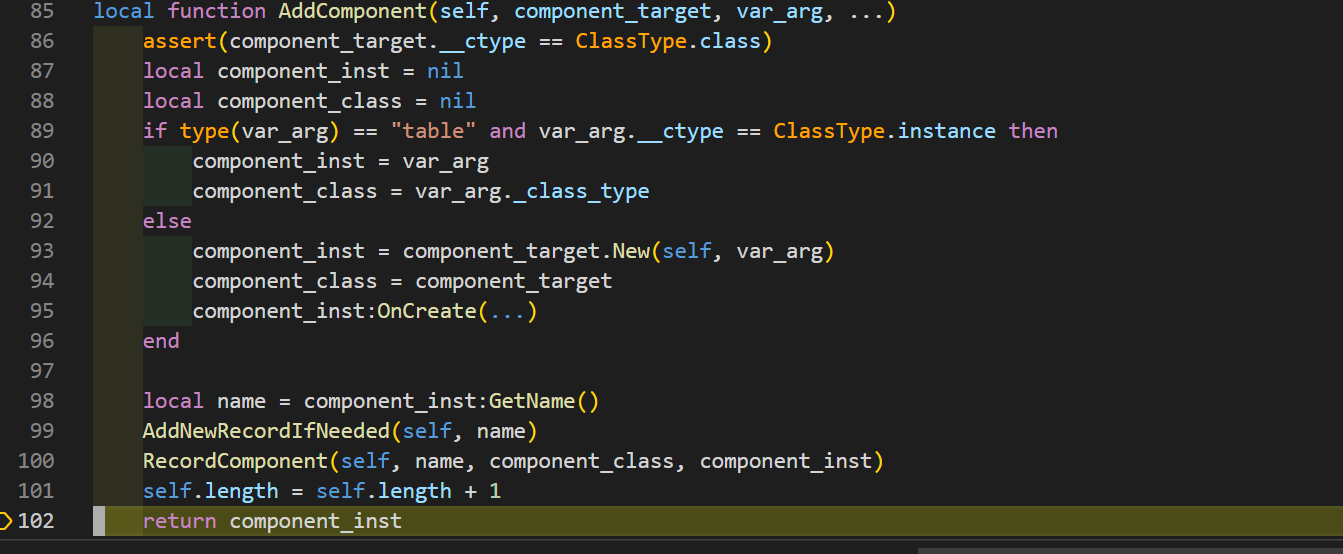 85 local function AddComponent(self, component_target, var_arg, ...)
86     assert(component_target.__ctype == ClassType.class)
87     local component_inst = nil
88     local component_class = nil
89     if type(var_arg) == "table" and var_arg.__ctype == ClassType.instance then
90         component_inst = var_arg
91         component_class = var_arg._class_type
92     else
93         component_inst = component_target.New(self, var_arg)
94         component_class = component_target
95         component_inst:OnCreate(...)
96     end
97
98     local name = component_inst:GetName()
99     AddNewRecordIfNeeded(self, name)
100     RecordComponent(self, name, component_class, component_inst)
101     self.length = self.length + 1
102     return component_inst